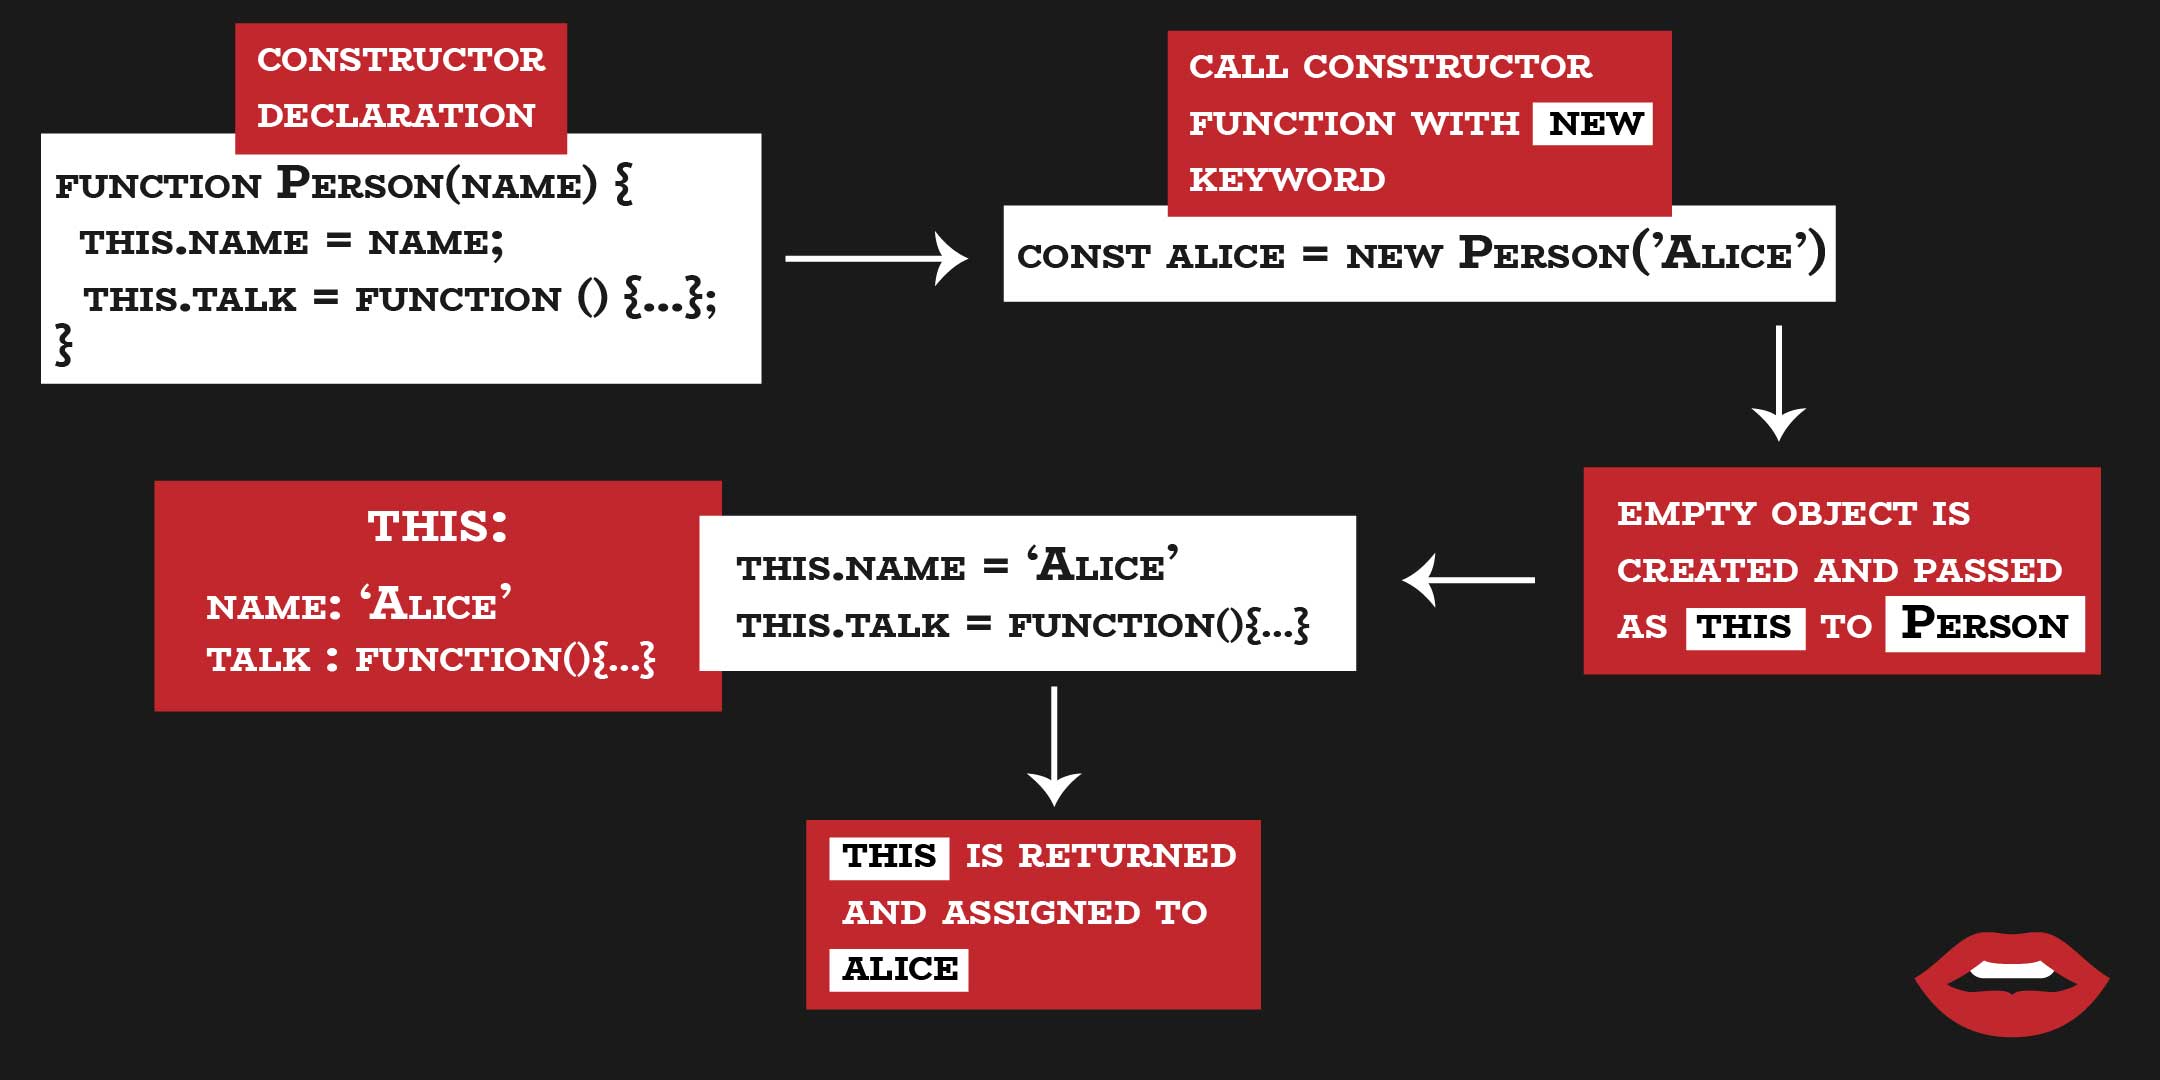 CONSTRUCTOR
DECLARATION
function Person(name) {
this.name = name;
this.talk = function () {...};
}
CALL CONSTRUCTOR
FUNCTION WITH NEW
KEYWORD
const alice = new Person('Alice')
EMPTY OBJECT IS
CREATED AND PASSED
AS THIS TO Person
this.name = ‘Alice’
this.talk = function(){...}
this:
name: ‘Alice’
talk : function(){...}
THIS IS RETURNED
AND ASSIGNED TO
ALICE